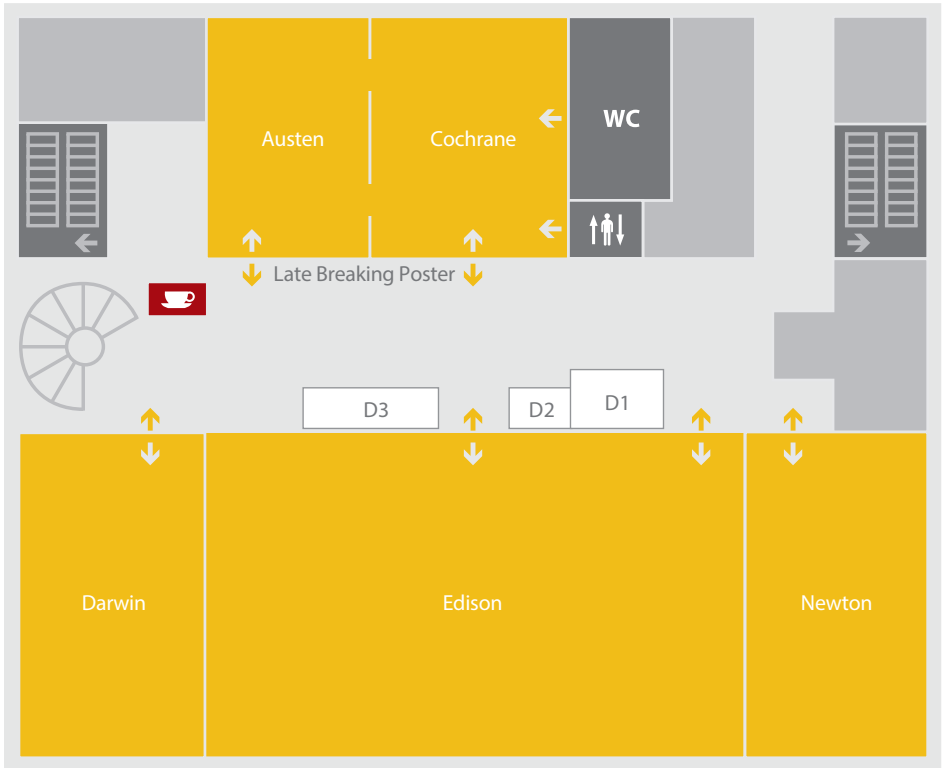 Austen
Cochrane
WC
Late Breaking Poster
D3
D2
D1
Darwin
Edison
Newton